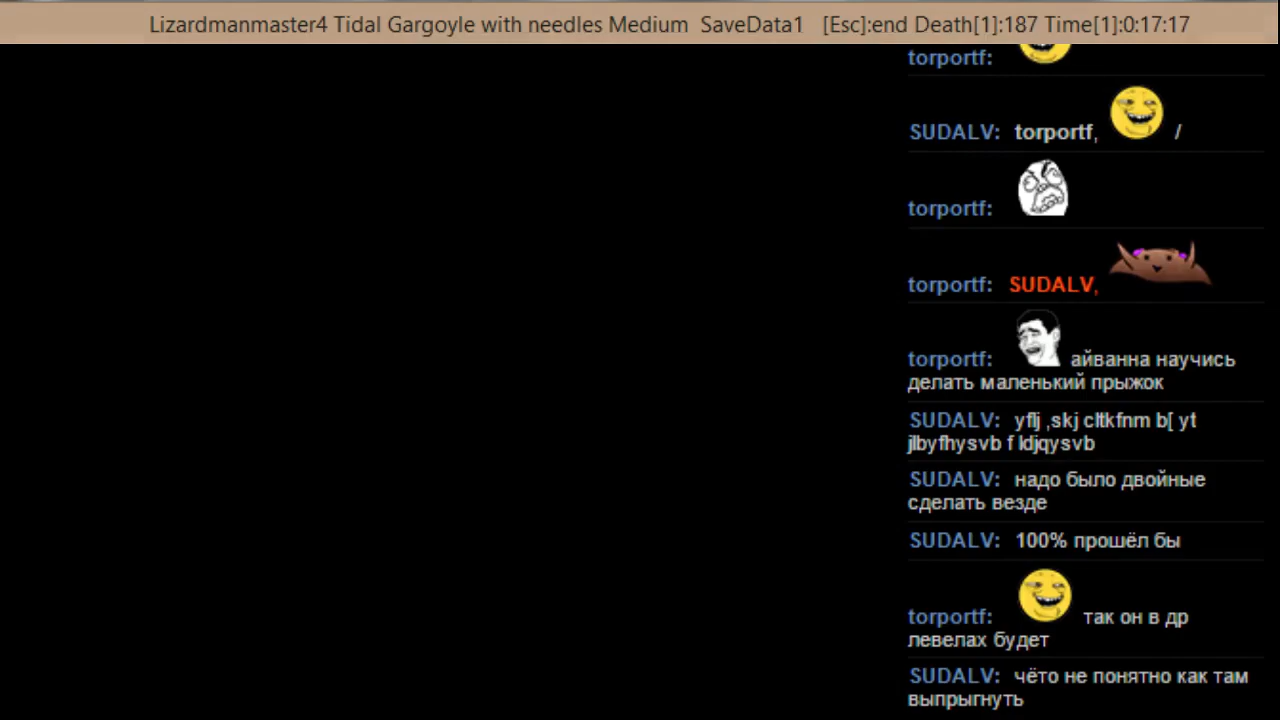 Lizardmanmaster4 Tidal Gargoyle with needles Medium SaveData1 [Esc]:end Death[1]:187 Time[1]:0:17:17
torportf:
SUDALV: torportf, /
torportf:
torportf: SUDALV,
torportf: айванна научись
делать маленький прыжок
SUDALV: yflj ,skj cltkfnm b[ yt
jlbyfhysvb f ldjqysvb
SUDALV: надо было двойные
сделать везде
SUDALV: 100% прошёл бы
torportf: так он в др
левелах будет
SUDALV: чёто не понятно как там
выпрыгнуть